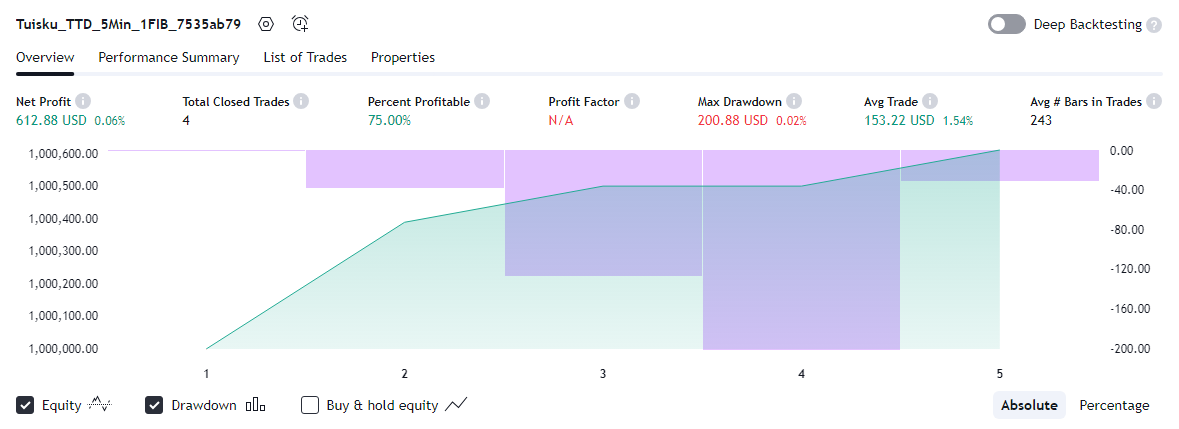 Tuisku_TTD_5Min_1FIB_7535ab79 Deep Backtesting ?
Overview Performance Summary List of Trades Properties
Net Profit i Total Closed Trades i Percent Profitable i Profit Factor i Max Drawdown i Avg Trade i Avg # Bars in Trades i
612.88 USD 0.06% 4 75.00% N/A 200.88 USD 0.02% 153.22 USD 1.54% 243
1,000,600.00 0.00
1,000,500.00 -40.00
1,000,400.00 -80.00
1,000,300.00 -120.00
1,000,200.00 -160.00
1,000,100.00
1,000,000.00 -200.00
1 2 3 4 5
Equity Drawdown Buy & hold equity Absolute Percentage